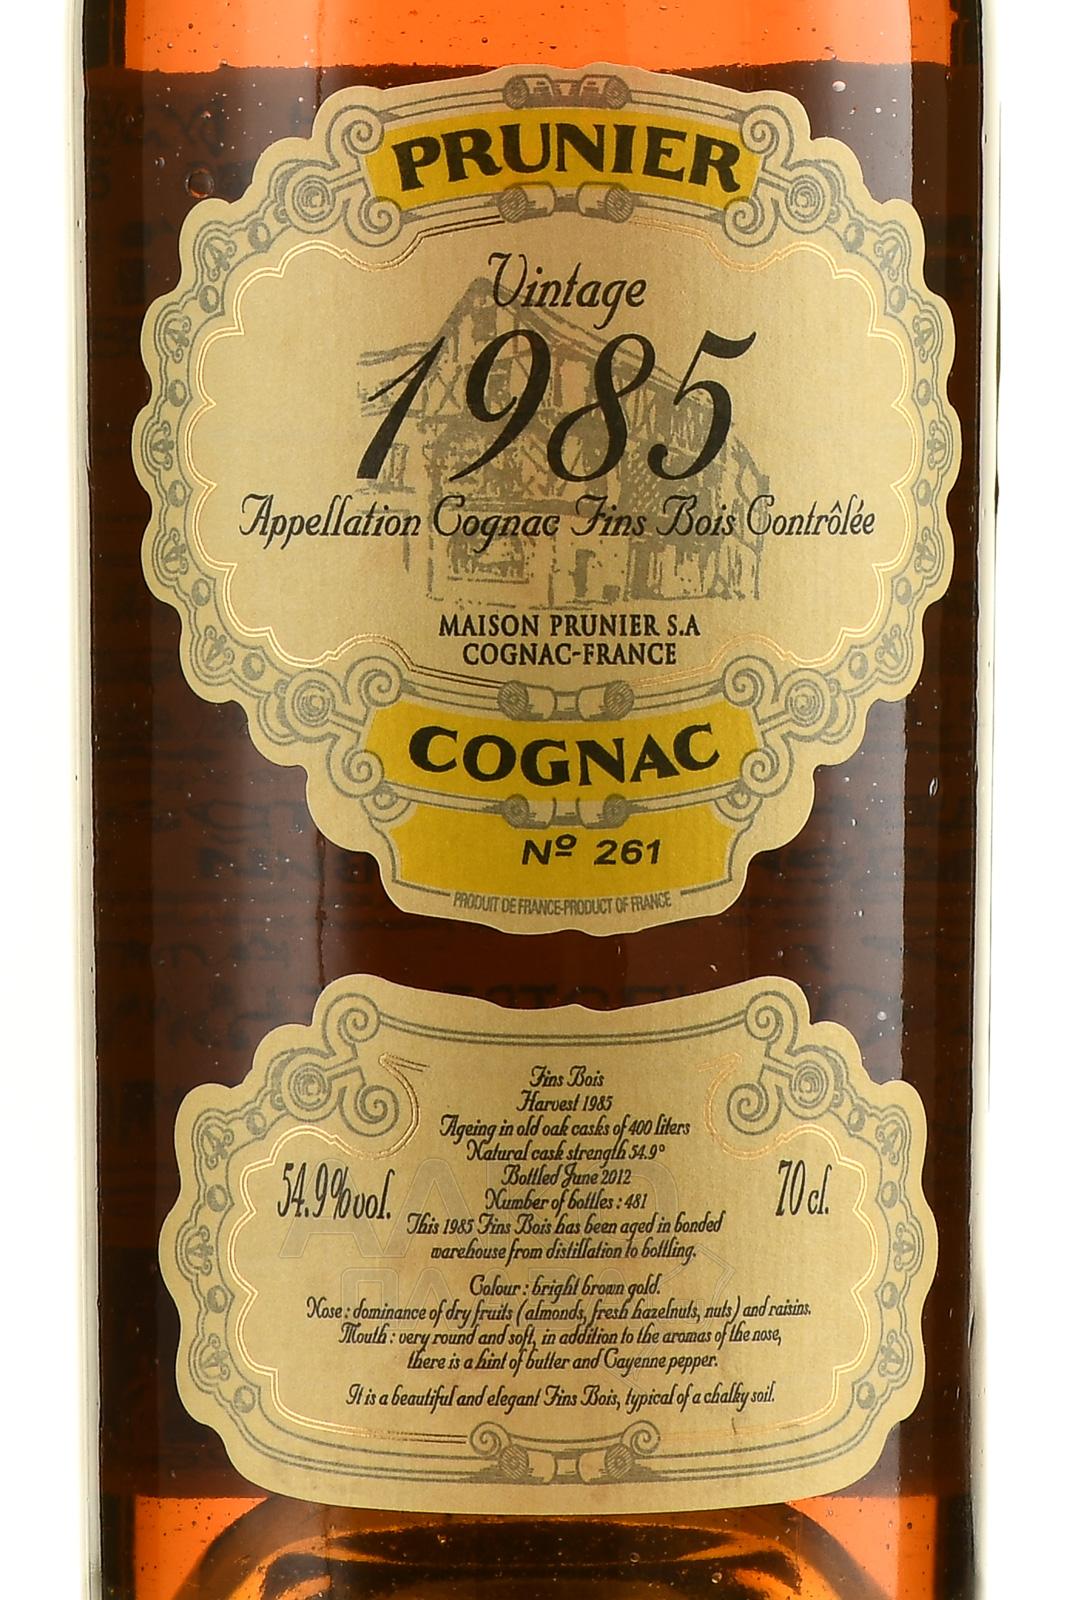 PRUNIER
Vintage
1985
Appellation Cognac Fins Bois Contrôlée
MAISON PRUNIER S.A
COGNAC-FRANCE
COGNAC
Nº 261
PRODUIT DE FRANCE-PRODUCT OF FRANCE
Fins Bois
Harvest 1985
Ageing in old oak casks of 400 liters
Natural cask strength 54.9°
54.9%vol.
70 cl.
Bottled June 2012
Number of bottles : 481
This 1985 Fins Bois has been aged in bonded
warehouse from distillation to bottling.
Colour : bright brown gold.
Nose : dominance of dry fruits (almonds, fresh hazelnuts, nuts) and raisins.
Mouth : very round and soft, in addition to the aromas of the nose,
there is a hint of butter and Cayenne pepper.
It is a beautiful and elegant Fins Bois, typical of a chalky soil.